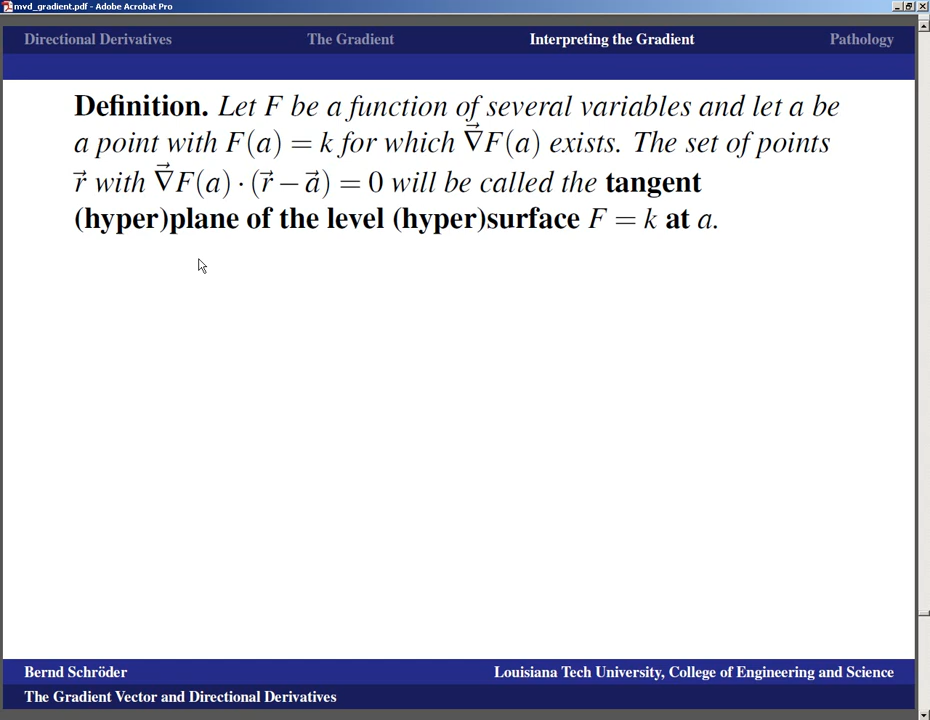 mvd_gradient.pdf - Adobe Acrobat Pro
Directional Derivatives The Gradient Interpreting the Gradient Pathology
Definition. Let F be a function of several variables and let a be
a point with F(a) = k for which ∇⃗F(a) exists. The set of points
r⃗ with ∇⃗F(a) · (r⃗ − a⃗) = 0 will be called the tangent
(hyper)plane of the level (hyper)surface F = k at a.
Bernd Schröder Louisiana Tech University, College of Engineering and Science
The Gradient Vector and Directional Derivatives